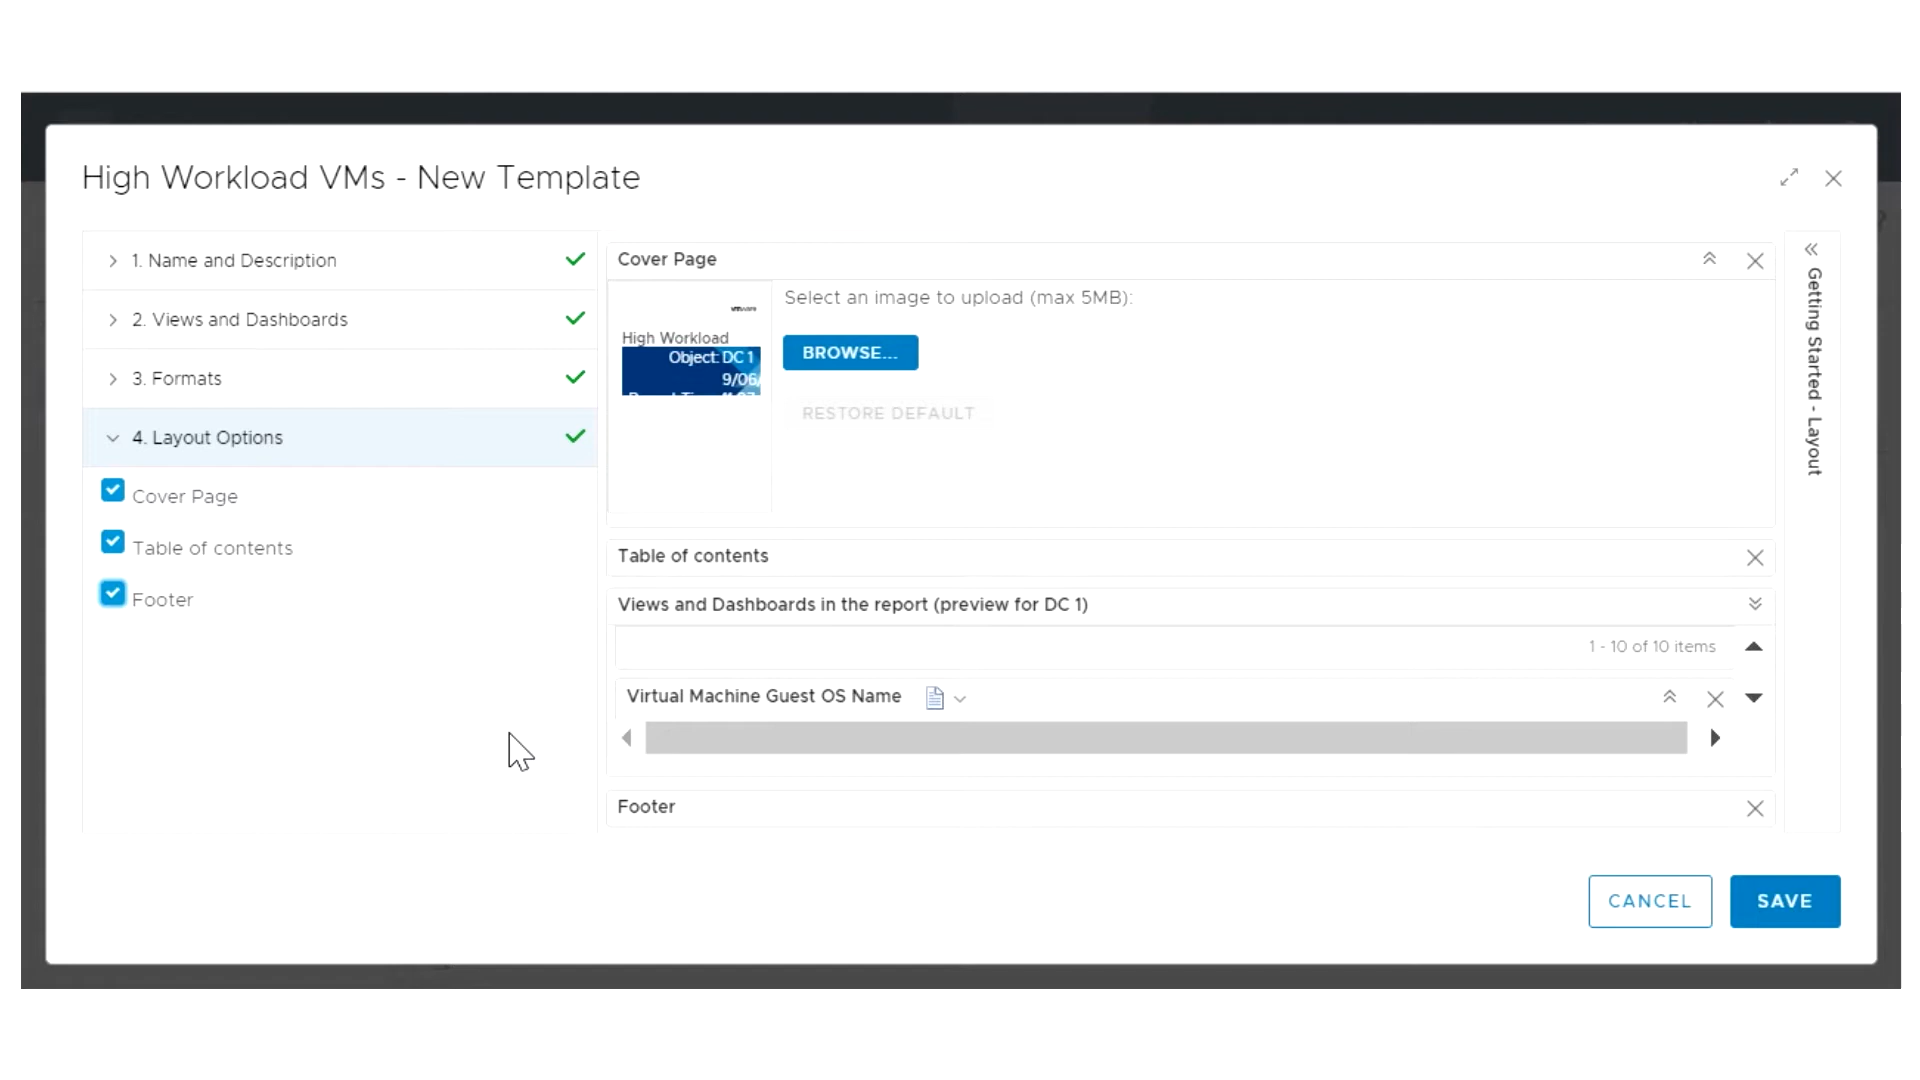 High Workload VMs - New Template
1. Name and Description
2. Views and Dashboards
3. Formats
4. Layout Options
Cover Page
Table of contents
Footer
Cover Page
vmware
High Workload
Object: DC 1
9/06/
Select an image to upload (max 5MB):
BROWSE...
RESTORE DEFAULT
Table of contents
Views and Dashboards in the report (preview for DC 1)
1 - 10 of 10 items
Virtual Machine Guest OS Name
Footer
Getting Started - Layout
CANCEL
SAVE